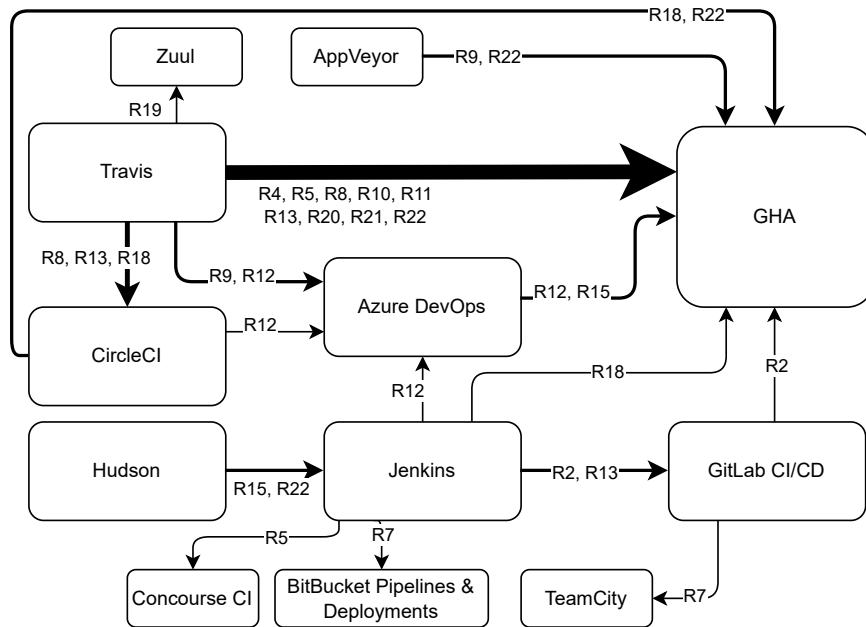 R18, R22
Zuul
AppVeyor
R9, R22
R19
Travis
R4, R5, R8, R10, R11
R13, R20, R21, R22
GHA
R8, R13, R18
R9, R12
Azure DevOps
R12, R15
R12
CircleCI
R18
R2
R12
Hudson
R15, R22
Jenkins
R2, R13
GitLab CI/CD
R5
R7
Concourse CI
BitBucket Pipelines &
Deployments
TeamCity
R7